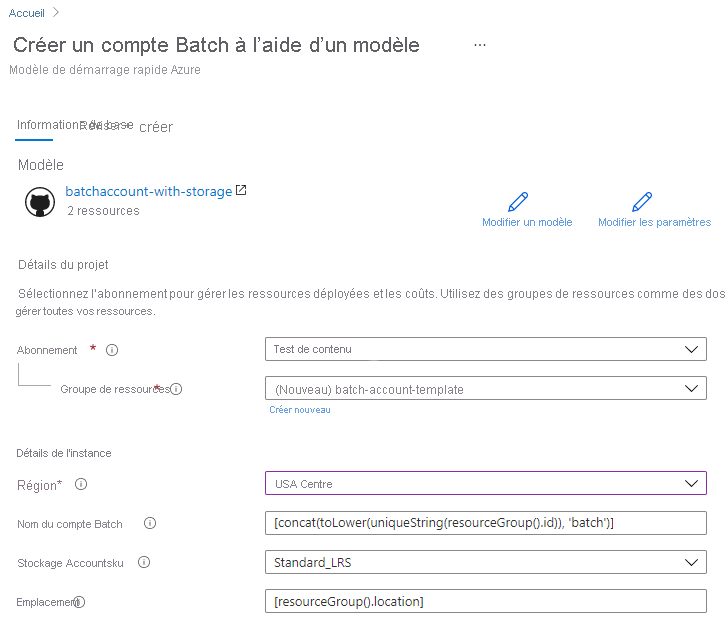 Accueil
Créer un compte Batch à l’aide d’un modèle ...
Modèle de démarrage rapide Azure
Informations de base Réviser + créer
Modèle
batchaccount-with-storage
2 ressources
Modifier un modèle Modifier les paramètres
Détails du projet
Sélectionnez l'abonnement pour gérer les ressources déployées et les coûts. Utilisez des groupes de ressources comme des dos
gérer toutes vos ressources.
Abonnement * Test de contenu
Groupe de ressources* (Nouveau) batch-account-template
Créer nouveau
Détails de l'instance
Région* USA Centre
Nom du compte Batch [concat(toLower(uniqueString(resourceGroup().id)), 'batch')]
Stockage Accountsku Standard_LRS
Emplacement [resourceGroup().location]